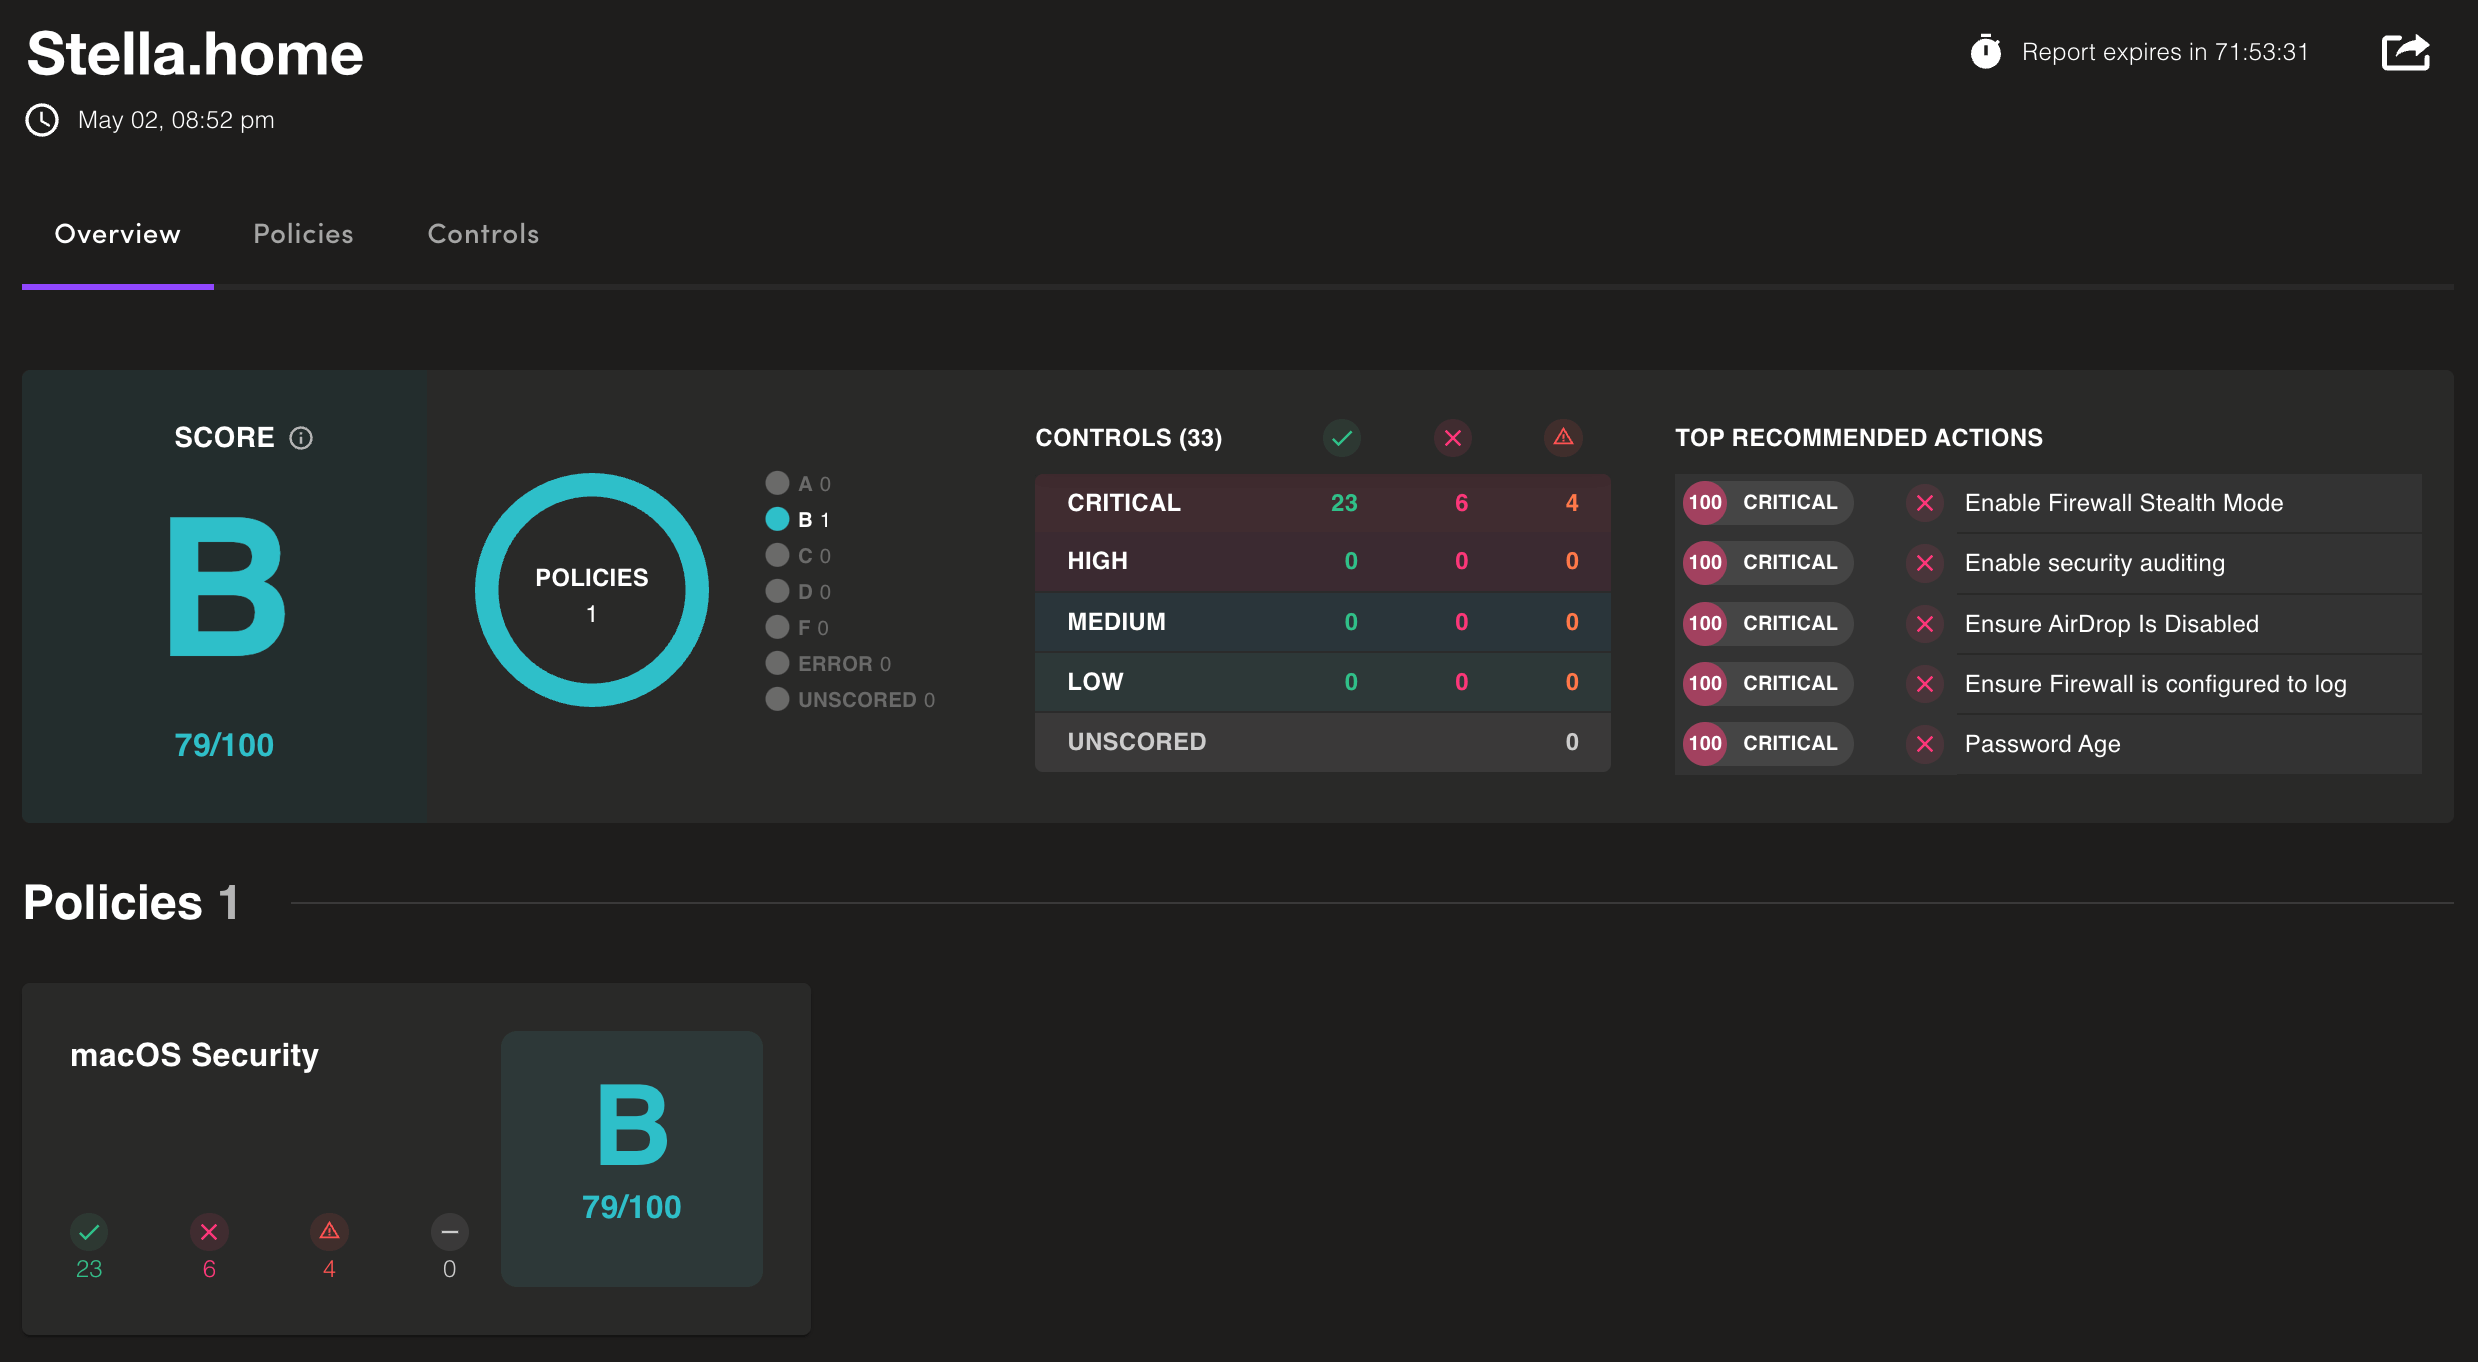 Stella.home
Report expires in 71:53:31
May 02, 08:52 pm
Overview Policies Controls
SCORE
B
79/100
POLICIES
1
A 0
B 1
C 0
D 0
F 0
ERROR 0
UNSCORED 0
CONTROLS (33)
CRITICAL 23 6 4
HIGH 0 0 0
MEDIUM 0 0 0
LOW 0 0 0
UNSCORED 0
TOP RECOMMENDED ACTIONS
100 CRITICAL Enable Firewall Stealth Mode
100 CRITICAL Enable security auditing
100 CRITICAL Ensure AirDrop Is Disabled
100 CRITICAL Ensure Firewall is configured to log
100 CRITICAL Password Age
Policies 1
macOS Security
23 6 4 0
B
79/100